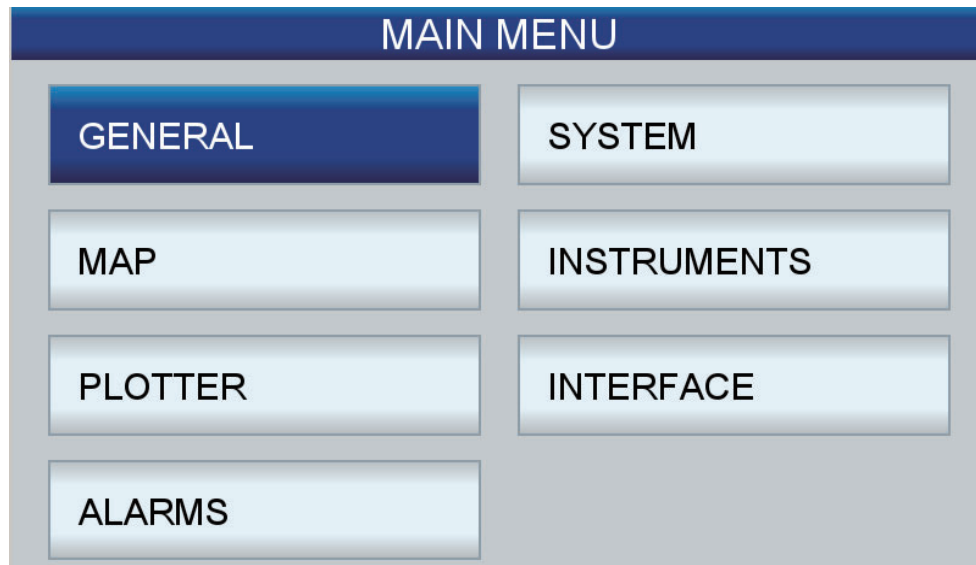 MAIN MENU
GENERAL
SYSTEM
MAP
INSTRUMENTS
PLOTTER
INTERFACE
ALARMS